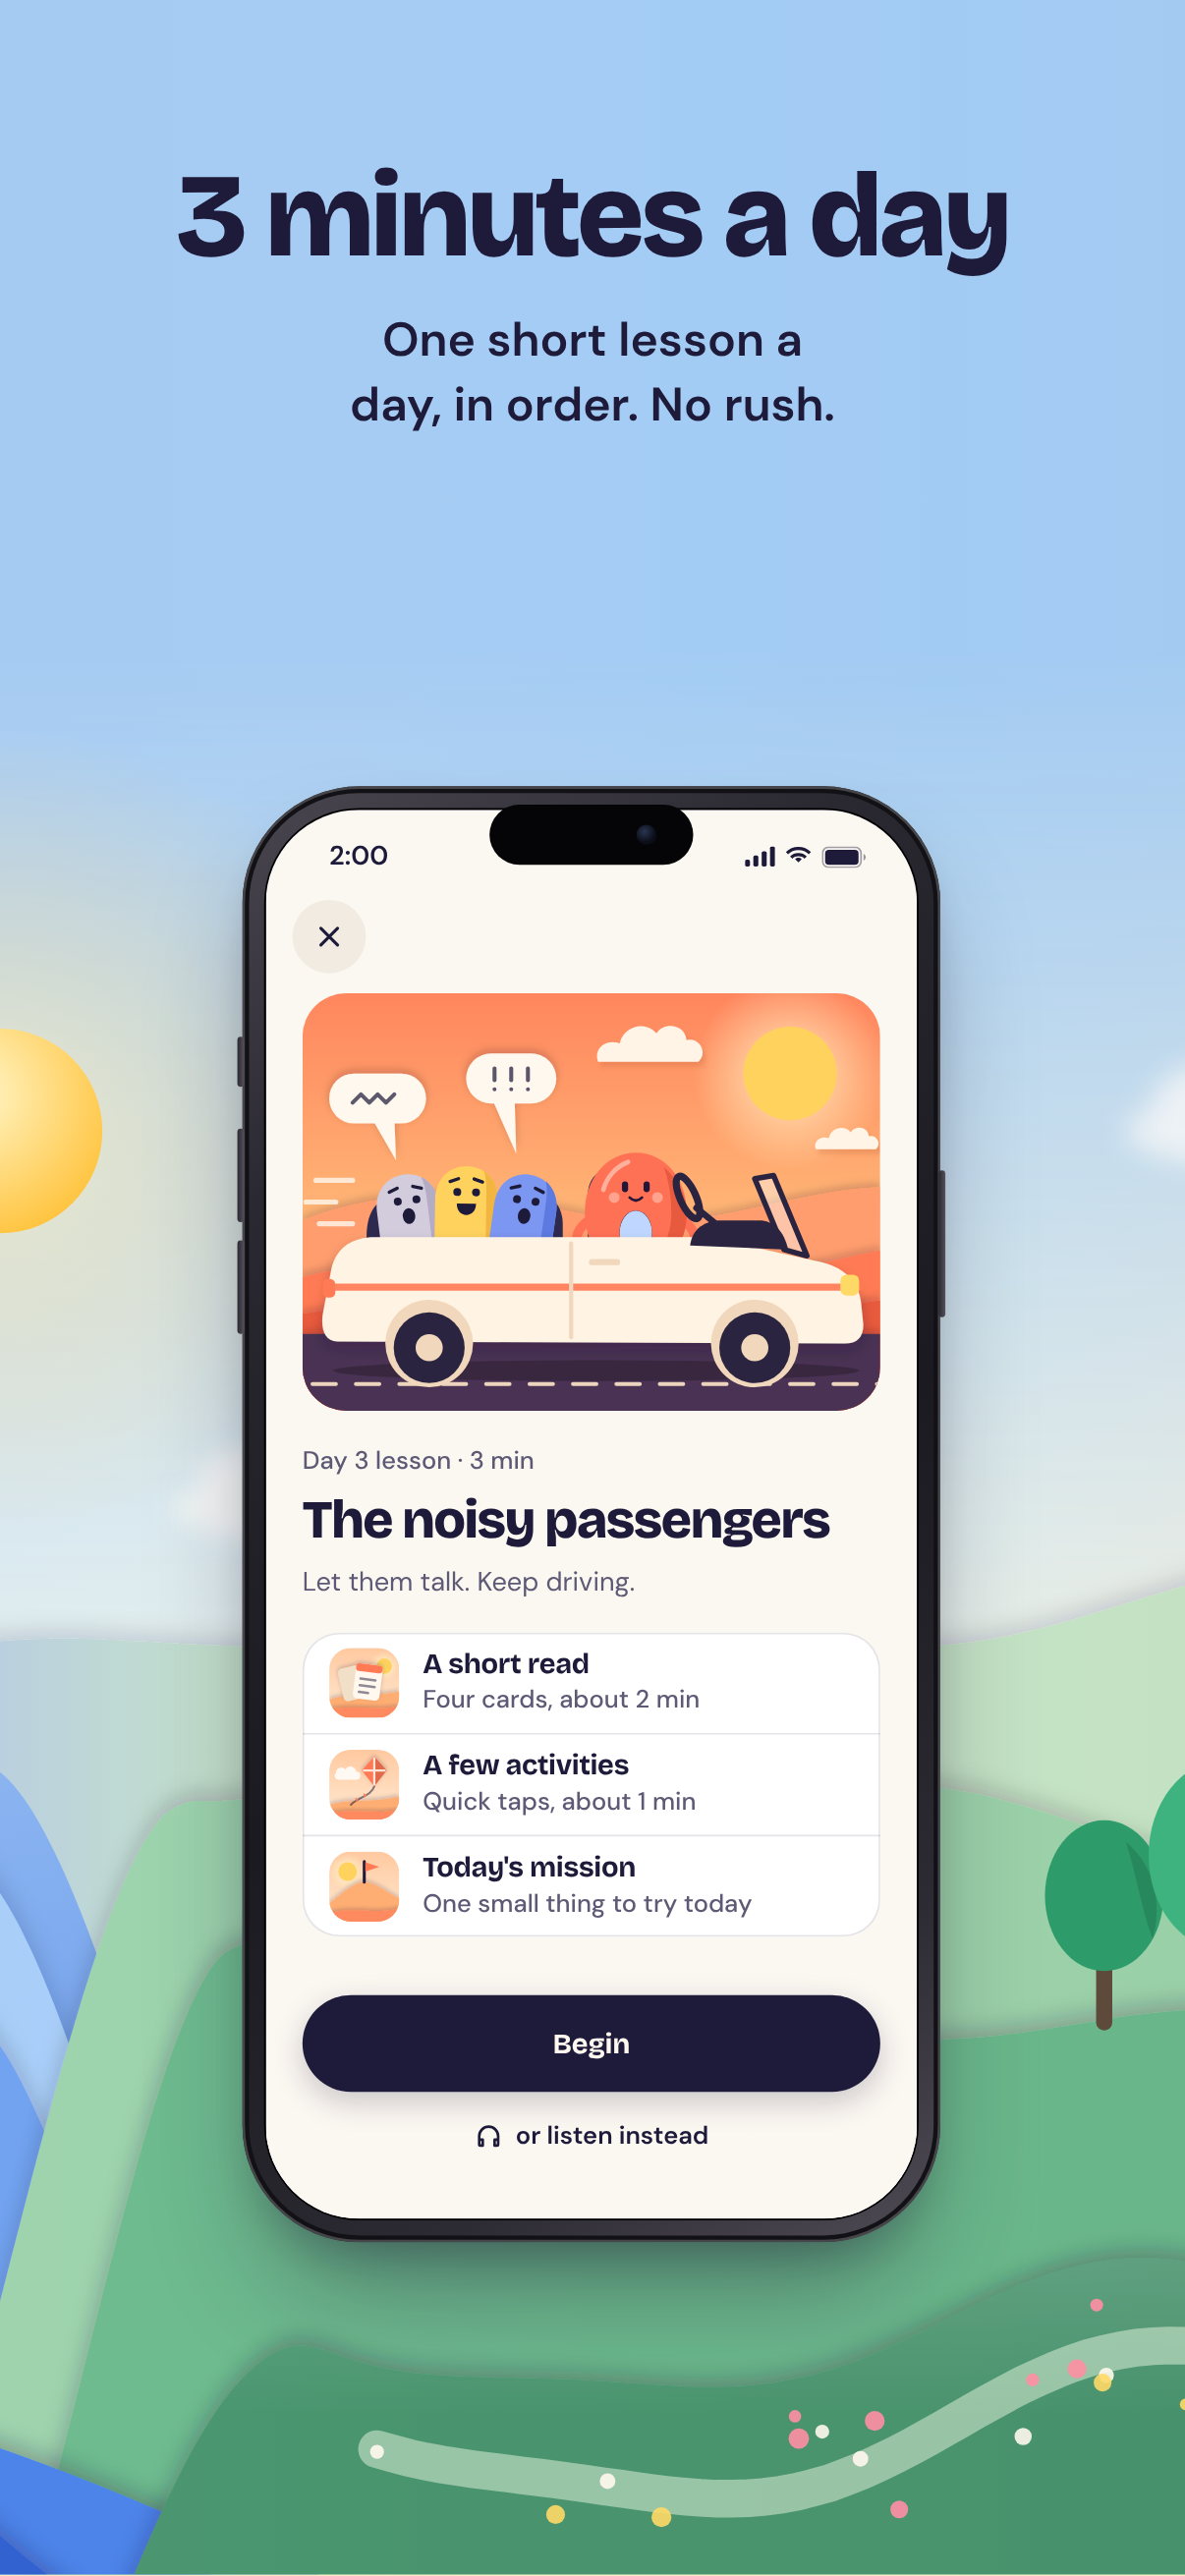 3 minutes a day
One short lesson a
day, in order. No rush.
2:00
!!!
Day 3 lesson · 3 min
The noisy passengers
Let them talk. Keep driving.
A short read
Four cards, about 2 min
A few activities
Quick taps, about 1 min
Today's mission
One small thing to try today
Begin
or listen instead